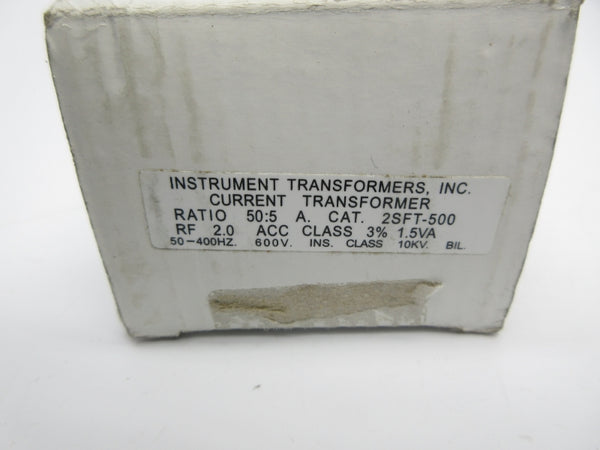 INSTRUMENT TRANSFORMERS, INC.
CURRENT TRANSFORMER
RATIO 50:5 A. CAT. 2SFT-500
RF 2.0 ACC CLASS 3% 1.5VA
50-400HZ. 600V. INS. CLASS 10KV. BIL.